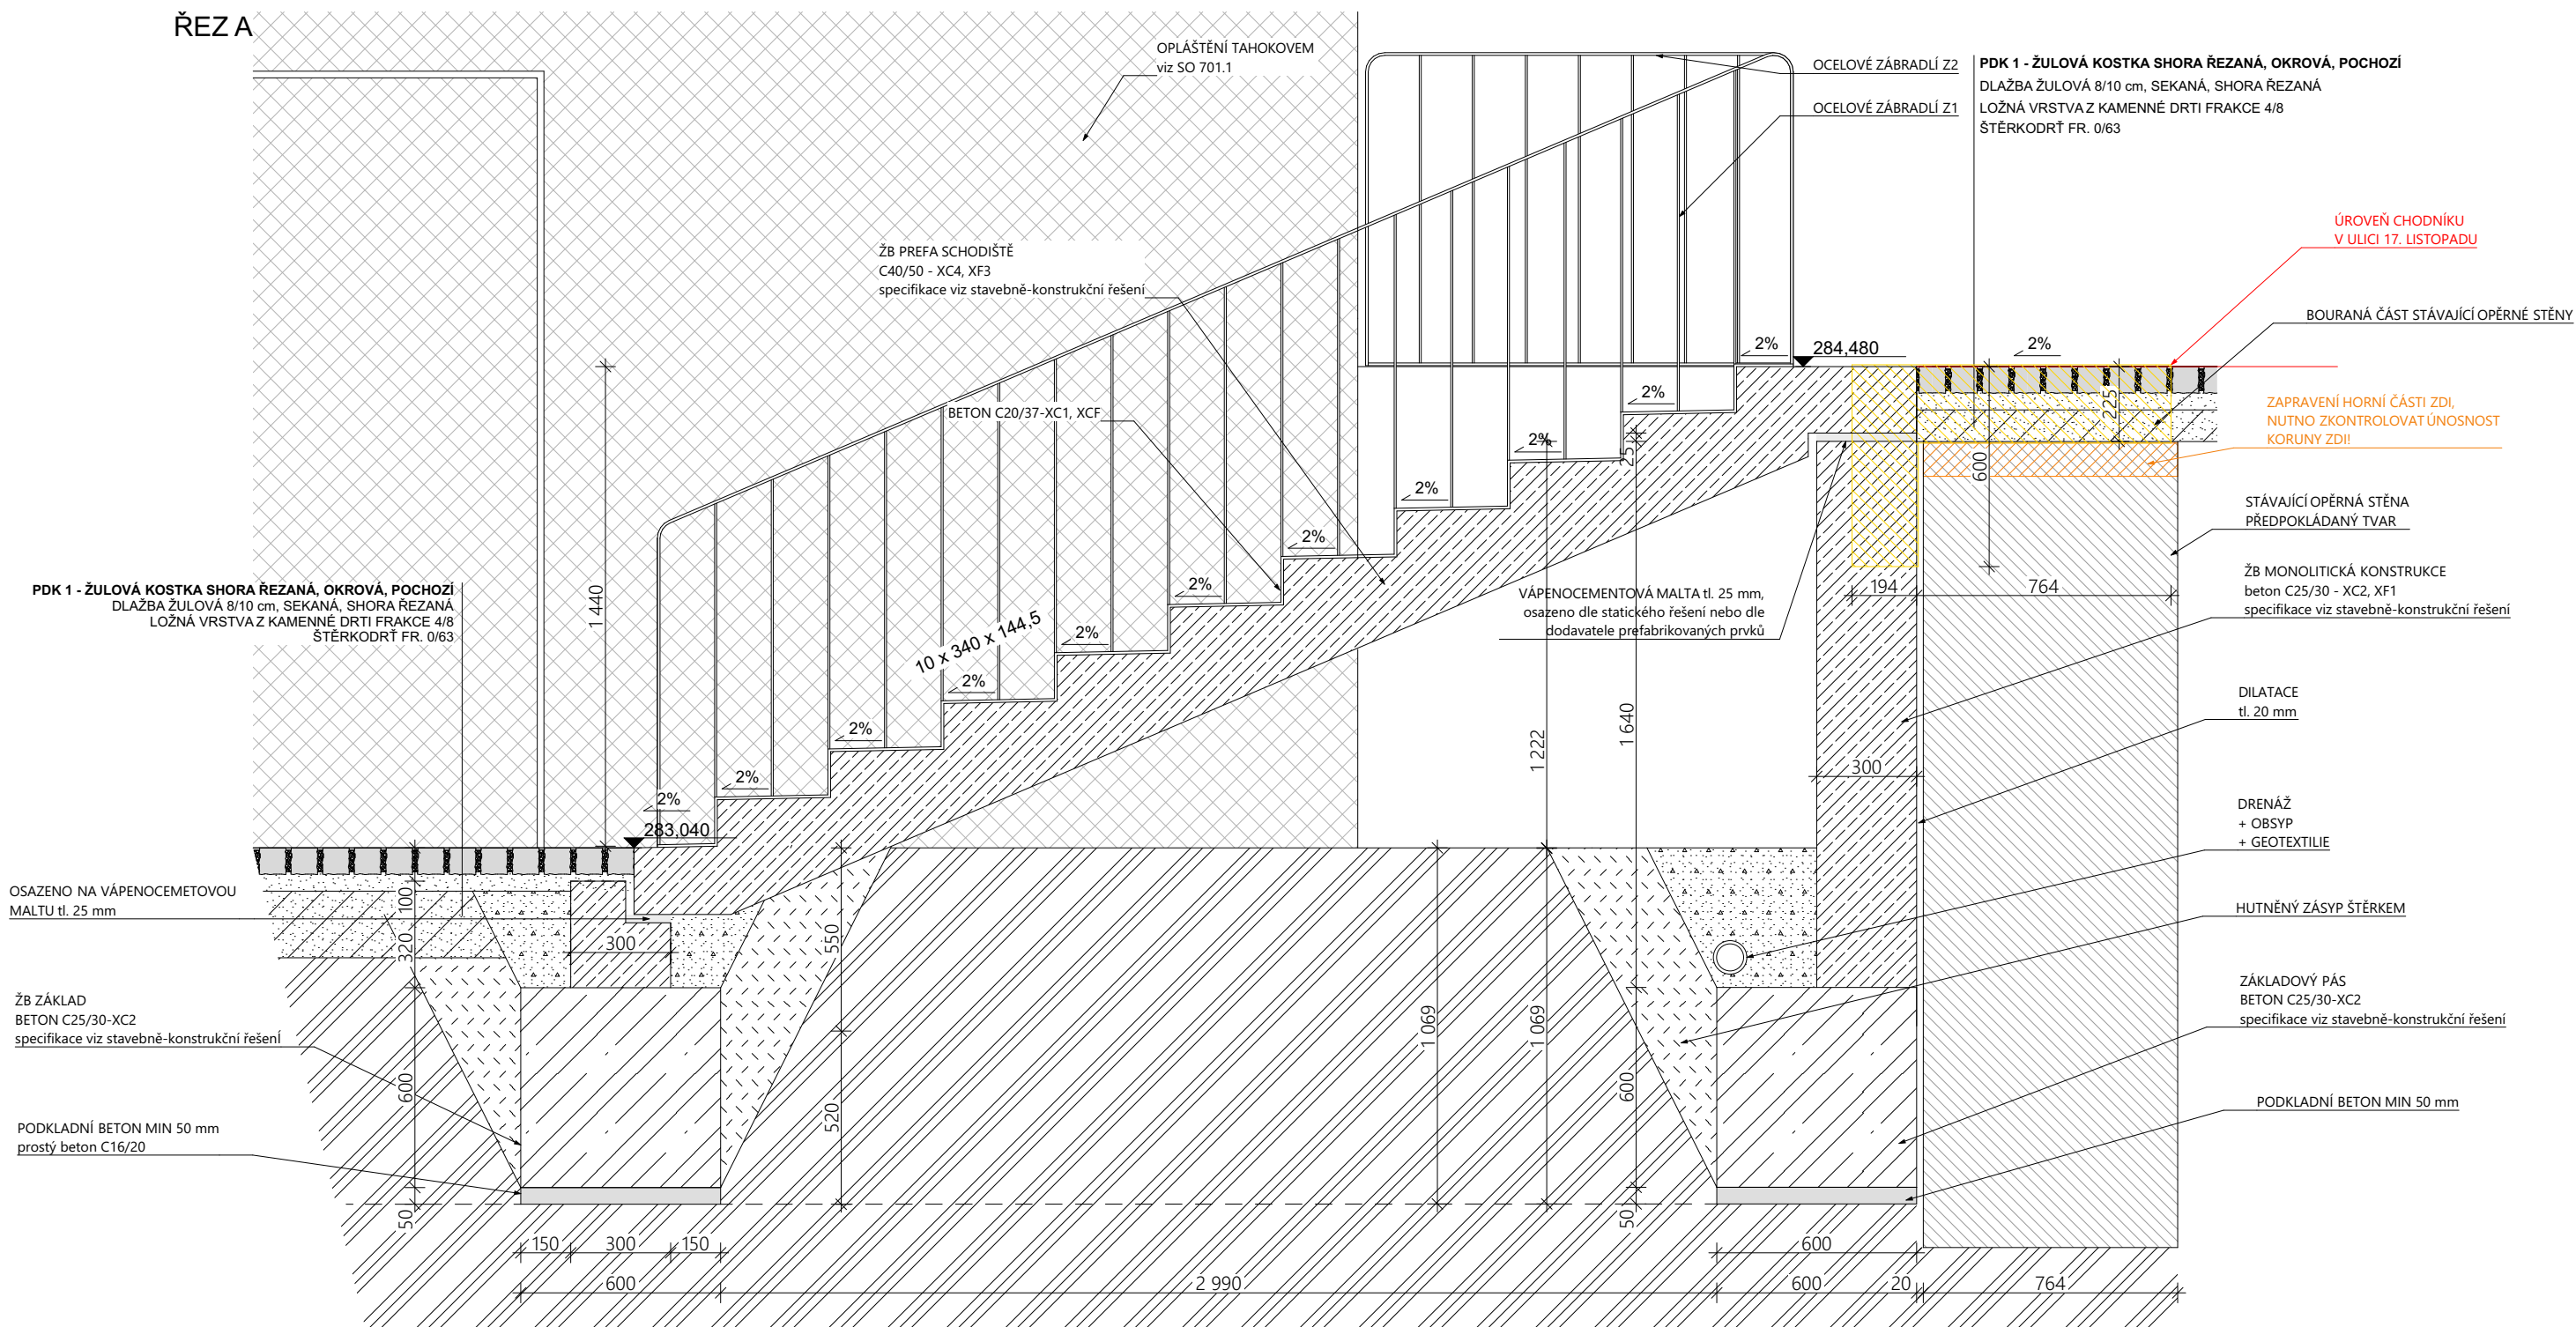 ŘEZ A
OPLÁŠTĚNÍ TAHOKOVEM
viz SO 701.1
OCELOVÉ ZÁBRADLÍ Z2
OCELOVÉ ZÁBRADLÍ Z1
PDK 1 - ŽULOVÁ KOSTKA SHORA ŘEZANÁ, OKROVÁ, POCHOZÍ
DLAŽBA ŽULOVÁ 8/10 cm, SEKANÁ, SHORA ŘEZANÁ
LOŽNÁ VRSTVA Z KAMENNÉ DRTI FRAKCE 4/8
ŠTĚRKODRŤ FR. 0/63
ÚROVEŇ CHODNÍKU
V ULICI 17. LISTOPADU
BOURANÁ ČÁST STÁVAJÍCÍ OPĚRNÉ STĚNY
ZAPRAVENÍ HORNÍ ČÁSTI ZDI,
NUTNO ZKONTROLOVAT ÚNOSNOST
KORUNY ZDI!
STÁVAJÍCÍ OPĚRNÁ STĚNA
PŘEDPOKLÁDANÝ TVAR
ŽB MONOLITICKÁ KONSTRUKCE
beton C25/30 - XC2, XF1
specifikace viz stavebně-konstrukční řešení
DILATACE
tl. 20 mm
DRENÁŽ
+ OBSYP
+ GEOTEXTILIE
HUTNĚNÝ ZÁSYP ŠTĚRKEM
ZÁKLADOVÝ PÁS
BETON C25/30-XC2
specifikace viz stavebně-konstrukční řešení
PODKLADNÍ BETON MIN 50 mm
ŽB PREFA SCHODIŠTĚ
C40/50 - XC4, XF3
specifikace viz stavebně-konstrukční řešení
BETON C20/37-XC1, XCF
VÁPENOCEMENTOVÁ MALTA tl. 25 mm,
osazeno dle statického řešení nebo dle
dodavatele prefabrikovaných prvků
10 x 340 x 144,5
PDK 1 - ŽULOVÁ KOSTKA SHORA ŘEZANÁ, OKROVÁ, POCHOZÍ
DLAŽBA ŽULOVÁ 8/10 cm, SEKANÁ, SHORA ŘEZANÁ
LOŽNÁ VRSTVA Z KAMENNÉ DRTI FRAKCE 4/8
ŠTĚRKODRŤ FR. 0/63
OSAZENO NA VÁPENOCEMETOVOU
MALTU tl. 25 mm
ŽB ZÁKLAD
BETON C25/30-XC2
specifikace viz stavebně-konstrukční řešení
PODKLADNÍ BETON MIN 50 mm
prostý beton C16/20
284,480
283,040
2%
2%
2%
2%
2%
2%
2%
2%
2%
2%
2%
2%
1 440
225
600
194
764
25
1 222
1 640
300
100
320
300
550
600
520
50
1 069
1 069
600
50
150
300
150
600
600
2 990
600
20
764